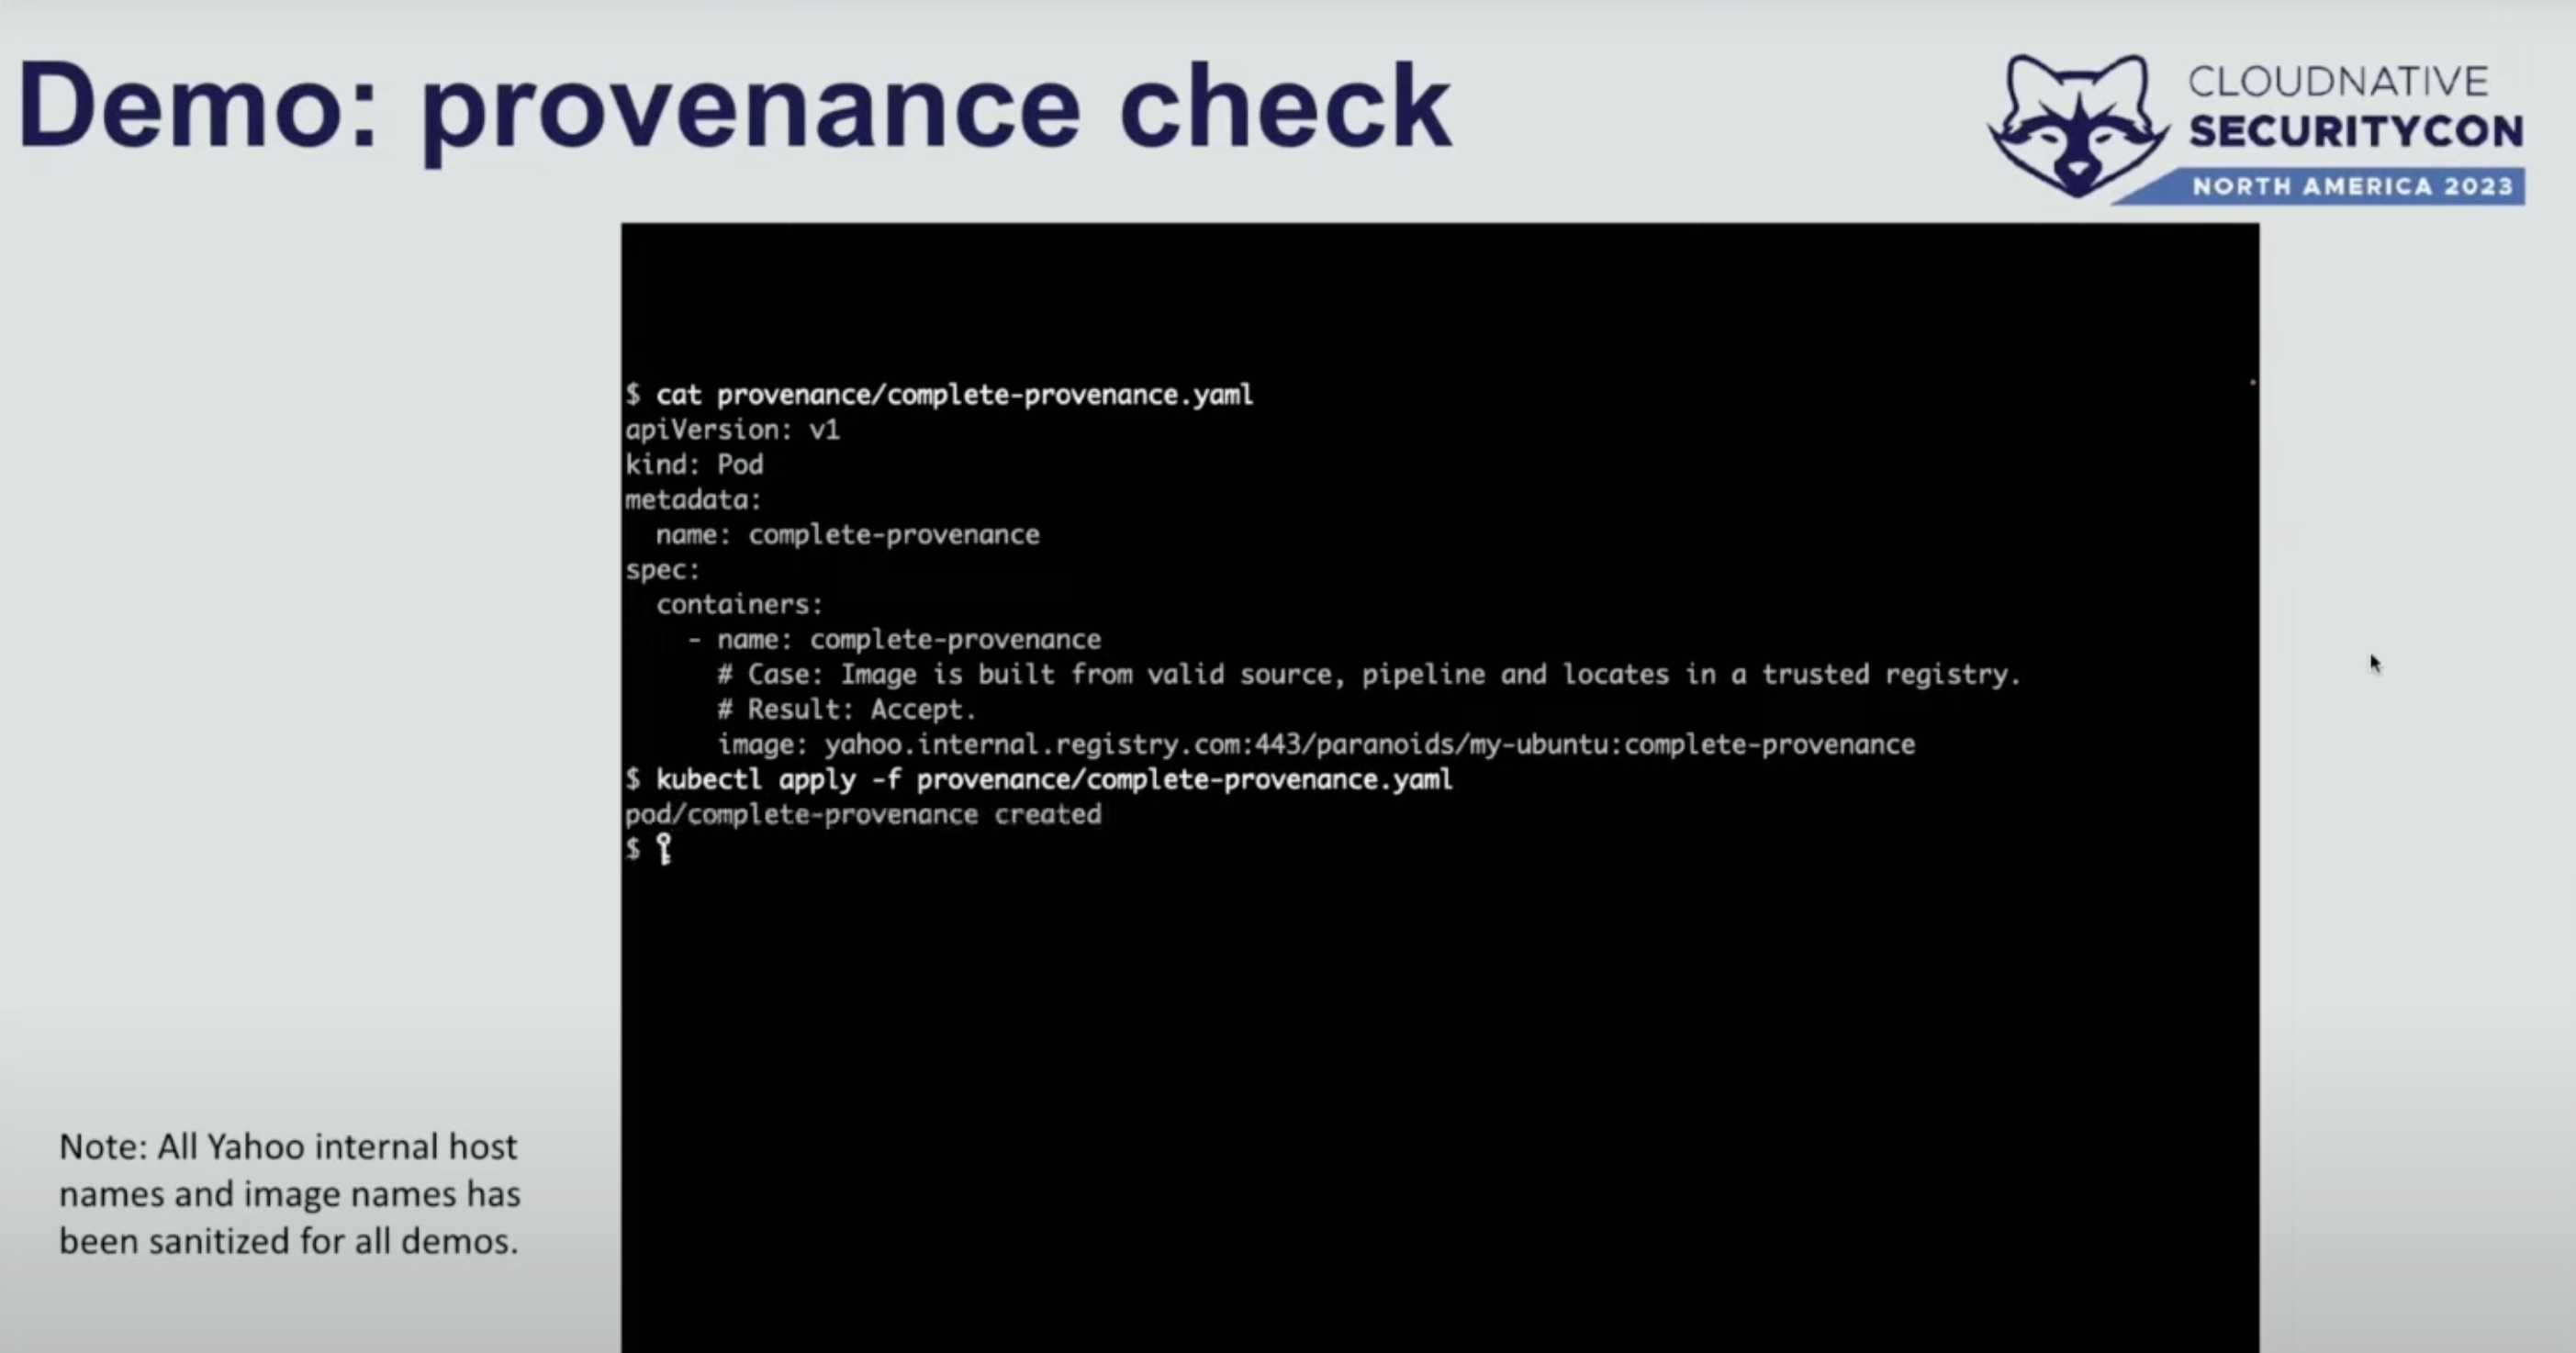 Demo: provenance check
CLOUDNATIVE
SECURITYCON
NORTH AMERICA 2023
$ cat provenance/complete-provenance.yaml
apiVersion: v1
kind: Pod
metadata:
  name: complete-provenance
spec:
  containers:
    - name: complete-provenance
      # Case: Image is built from valid source, pipeline and locates in a trusted registry.
      # Result: Accept.
      image: yahoo.internal.registry.com:443/paranoids/my-ubuntu:complete-provenance
$ kubectl apply -f provenance/complete-provenance.yaml
pod/complete-provenance created
$
Note: All Yahoo internal host
names and image names has
been sanitized for all demos.